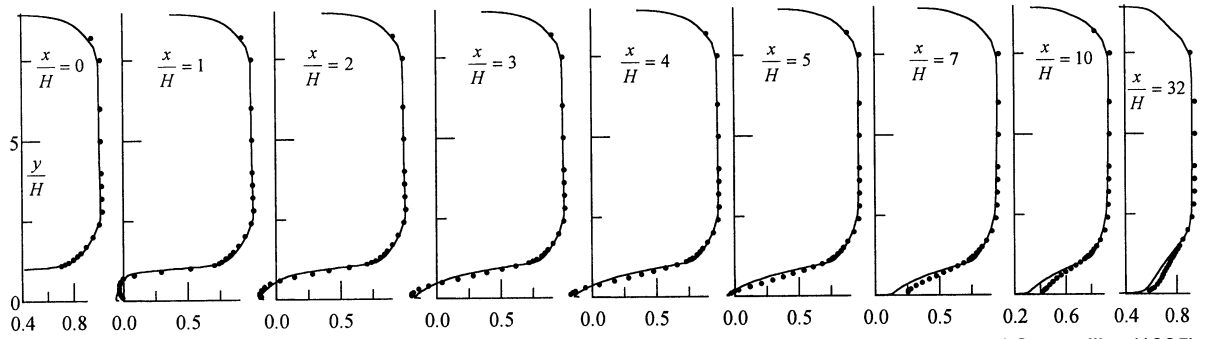 x/H = 0
x/H = 1
x/H = 2
x/H = 3
x/H = 4
x/H = 5
x/H = 7
x/H = 10
x/H = 32
5
y/H
0
0.4 0.8 0.0 0.5 0.0 0.5 0.0 0.5 0.0 0.5 0.0 0.5 0.0 0.5 0.2 0.6 0.4 0.8